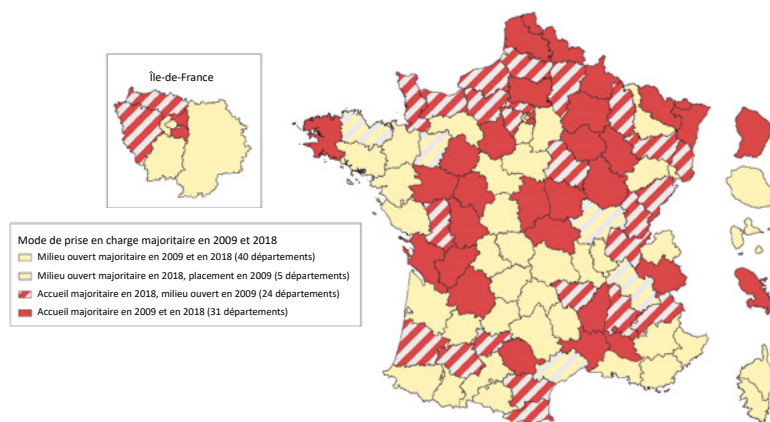 Île-de-France
Mode de prise en charge majoritaire en 2009 et 2018
Milieu ouvert majoritaire en 2009 et en 2018 (40 départements)
Milieu ouvert majoritaire en 2018, placement en 2009 (5 départements)
Accueil majoritaire en 2018, milieu ouvert en 2009 (24 départements)
Accueil majoritaire en 2009 et en 2018 (31 départements)